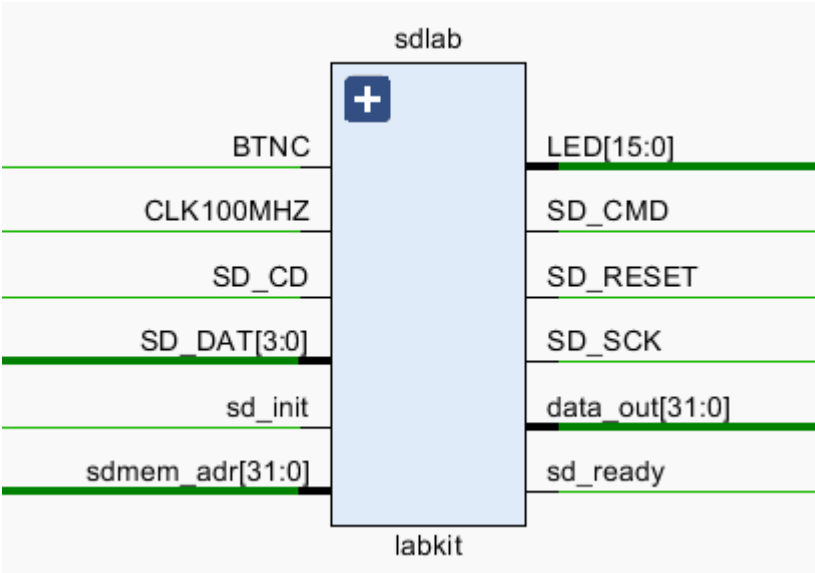 sdlab
BTNC
LED[15:0]
CLK100MHZ
SD_CMD
SD_CD
SD_RESET
SD_DAT[3:0]
SD_SCK
sd_init
data_out[31:0]
sdmem_adr[31:0]
sd_ready
labkit